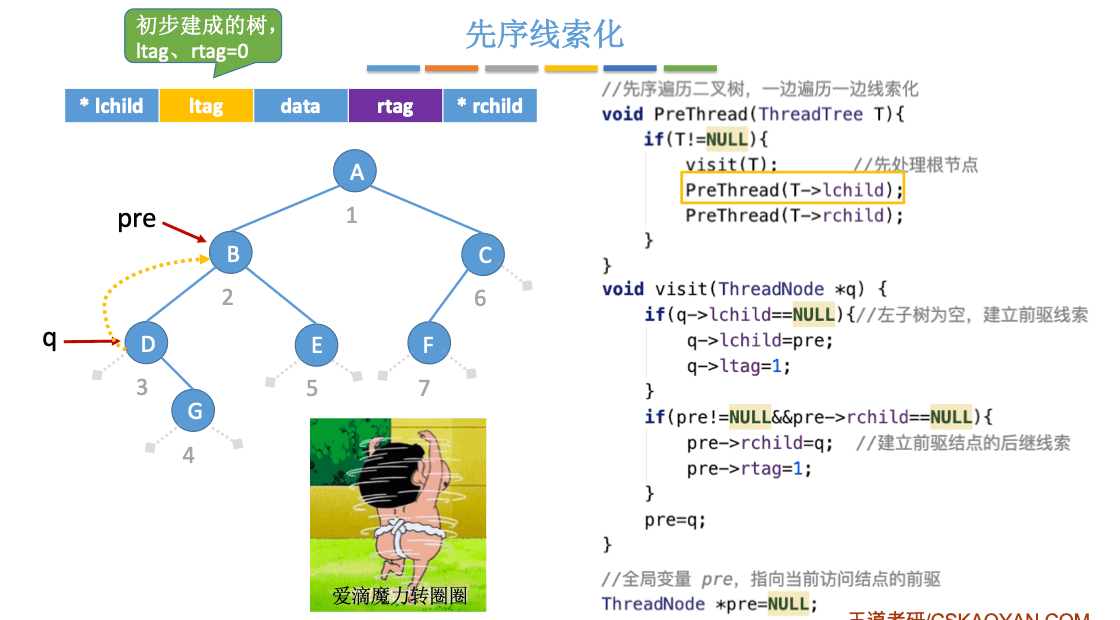 初步建成的树,
ltag、rtag=0
先序线索化
* lchild ltag data rtag * rchild
A
1
pre
B
2
C
6
q
D
3
E
5
F
7
G
4
爱滴魔力转圈圈
//先序遍历二叉树，一边遍历一边线索化
void PreThread(ThreadTree T){
if(T!=NULL){
visit(T); //先处理根节点
PreThread(T->lchild);
PreThread(T->rchild);
}
}
void visit(ThreadNode *q) {
if(q->lchild==NULL){//左子树为空，建立前驱线索
q->lchild=pre;
q->ltag=1;
}
if(pre!=NULL&&pre->rchild==NULL){
pre->rchild=q; //建立前驱结点的后继线索
pre->rtag=1;
}
pre=q;
}
//全局变量 pre，指向当前访问结点的前驱
ThreadNode *pre=NULL;
王道考研/CSKAOYAN.COM